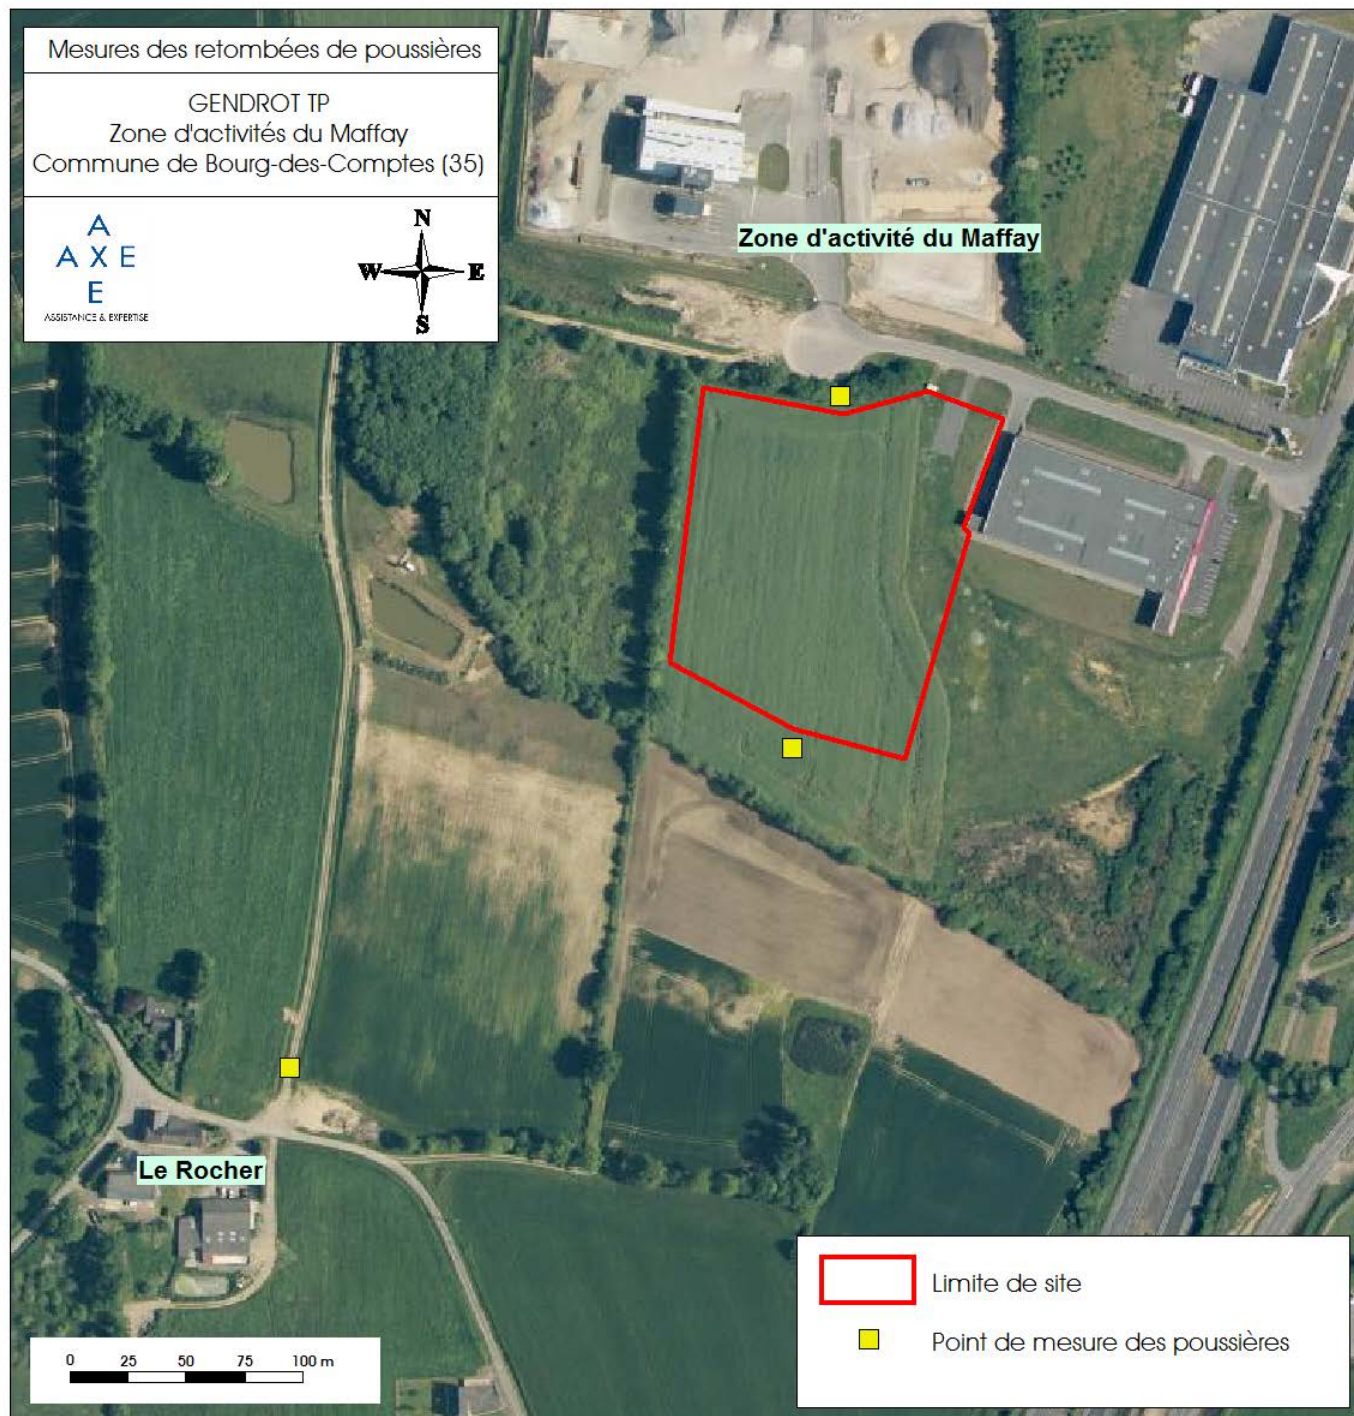 Mesures des retombées de poussières
GENDROT TP
Zone d'activités du Maffay
Commune de Bourg-des-Comptes (35)
A
A X E
E
ASSISTANCE & EXPERTISE
N
W E
S
Zone d'activité du Maffay
Le Rocher
0 25 50 75 100 m
Limite de site
Point de mesure des poussières